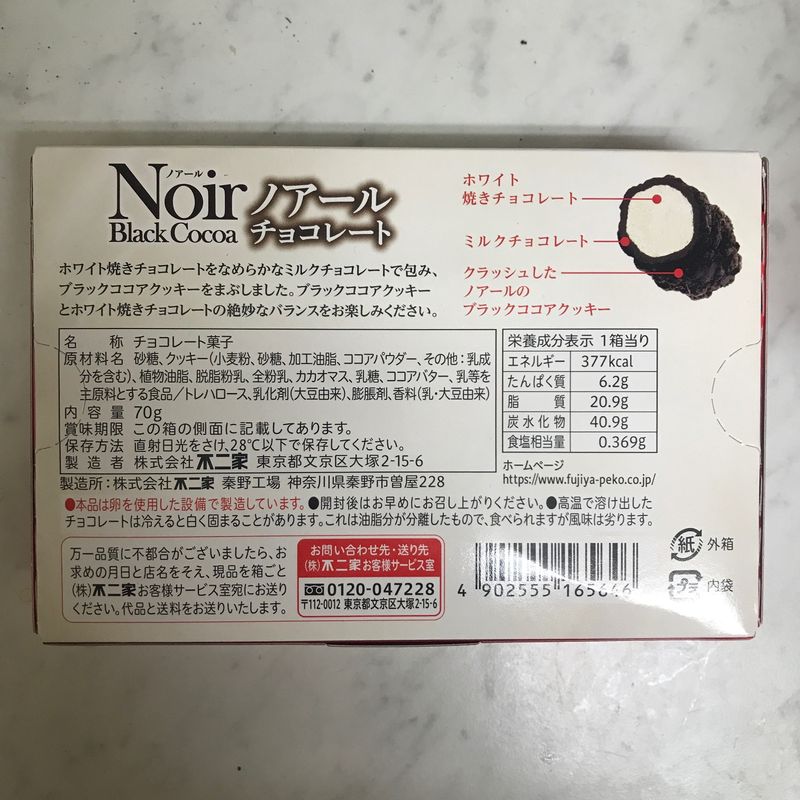 ノアール
Noir
Black Cocoa
ノアール
チョコレート
ホワイト焼きチョコレートをなめらかなミルクチョコレートで包み、
ブラックココアクッキーをまぶしました。ブラックココアクッキー
とホワイト焼きチョコレートの絶妙なバランスをお楽しみください。
ホワイト
焼きチョコレート
ミルクチョコレート
クラッシュした
ノアールの
ブラックココアクッキー
名 称 チョコレート菓子
原材料名 砂糖、クッキー(小麦粉、砂糖、加工油脂、ココアパウダー、その他:乳成
分を含む)、植物油脂、脱脂粉乳、全粉乳、カカオマス、乳糖、ココアバター、乳等を
主原料とする食品/トレハロース、乳化剤(大豆由来)、膨脹剤、香料(乳・大豆由来)
内 容 量 70g
賞味期限 この箱の側面に記載してあります。
保存方法 直射日光をさけ、28℃以下で保存してください。
製 造 者 株式会社 不二家 東京都文京区大塚2-15-6
製造所:株式会社 不二家 秦野工場 神奈川県秦野市曽屋228
栄養成分表示 1箱当り
エネルギー 377kcal
たんぱく質 6.2g
脂 質 20.9g
炭水化物 40.9g
食塩相当量 0.369g
ホームページ
https://www.fujiya-peko.co.jp/
●本品は卵を使用した設備で製造しています。●開封後はお早めにお召し上がりください。●高温で溶け出した
チョコレートは冷えると白く固まることがあります。これは油脂分が分離したもので、食べられますが風味は劣ります。
万一品質に不都合がございましたら、お
求めの月日と店名をそえ、現品を箱ごと
(株)不二家お客様サービス室宛にお送り
ください。代品と送料をお送りいたします。
お問い合わせ先・送り先
(株)不二家お客様サービス室
0120-047228
〒112-0012 東京都文京区大塚2-15-6
4 902555 165646
紙 外箱
プラ 内袋